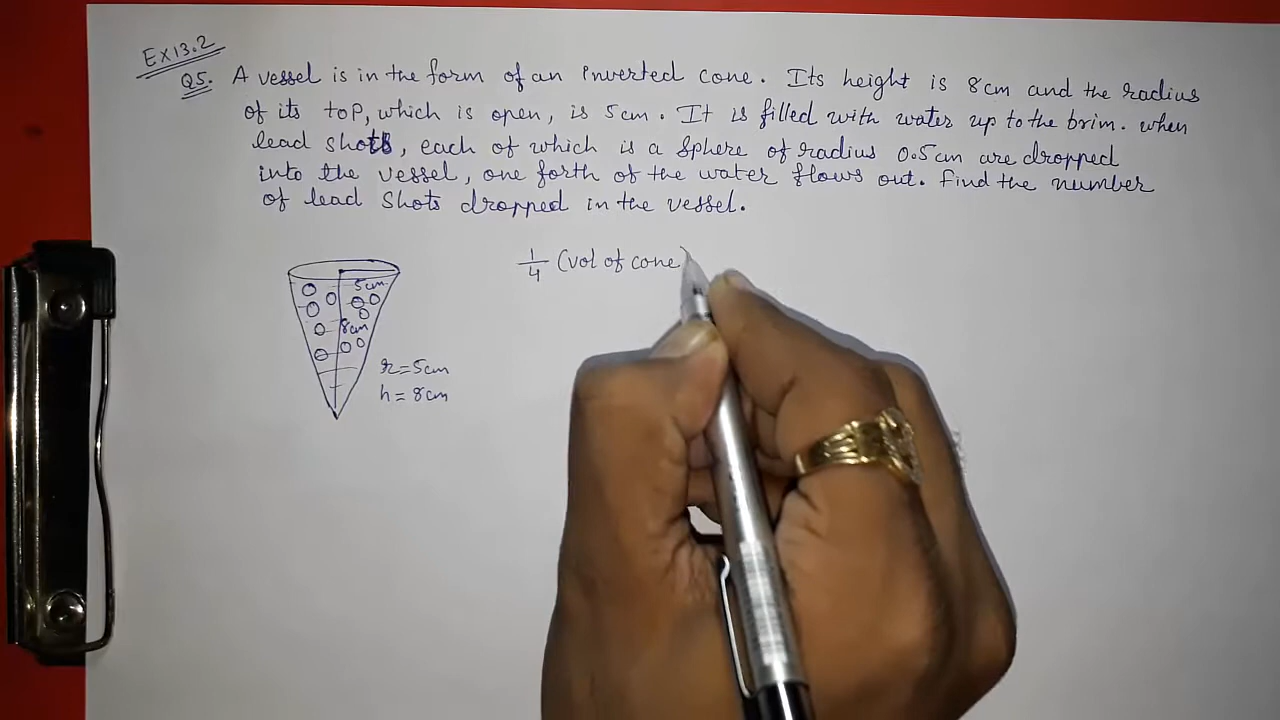 Ex13.2
Q5. A vessel is in the form of an inverted cone. Its height is 8cm and the radius
of its top, which is open, is 5cm. It is filled with water up to the brim. when
lead shots, each of which is a sphere of radius 0.5cm are dropped
into the vessel, one forth of the water flows out. Find the number
of lead shots dropped in the vessel.
1/4 (vol of cone)
5cm
8cm
r=5cm
h=8cm